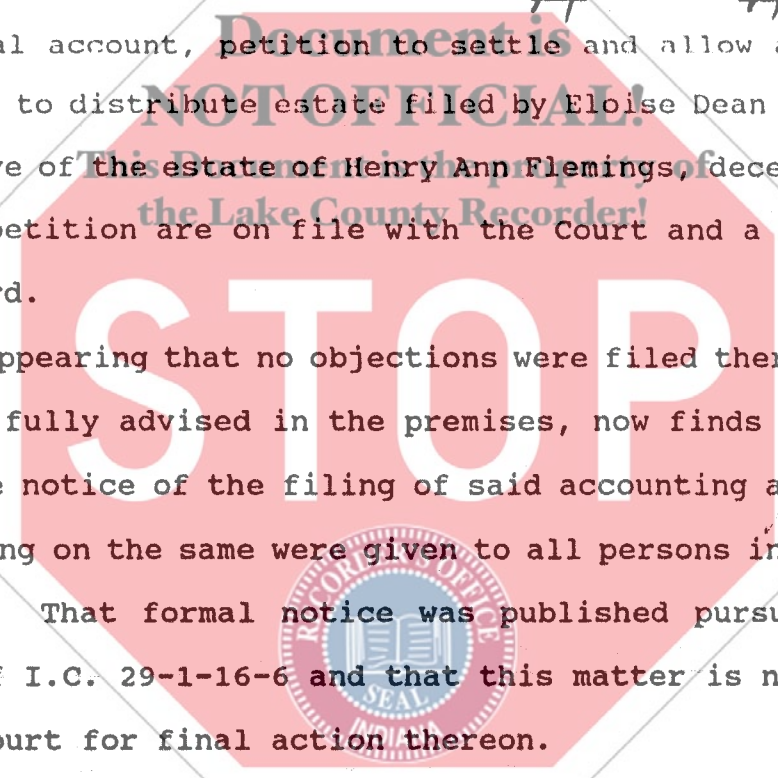 al account, petition to settle and allow a
to distribute estate filed by Eloise Dean
ve of the estate of Henry Ann Flemings, dece
petition are on file with the Court and a
rd.
ppearing that no objections were filed ther
fully advised in the premises, now finds
e notice of the filing of said accounting a
ng on the same were given to all persons in
That formal notice was published pursu
f I.C. 29-1-16-6 and that this matter is n
ourt for final action thereon.
Document is
NOT OFFICIAL!
This Document is the property of
the Lake County Recorder!
STOP
RECORDER'S OFFICE
SEAL
INDIANA